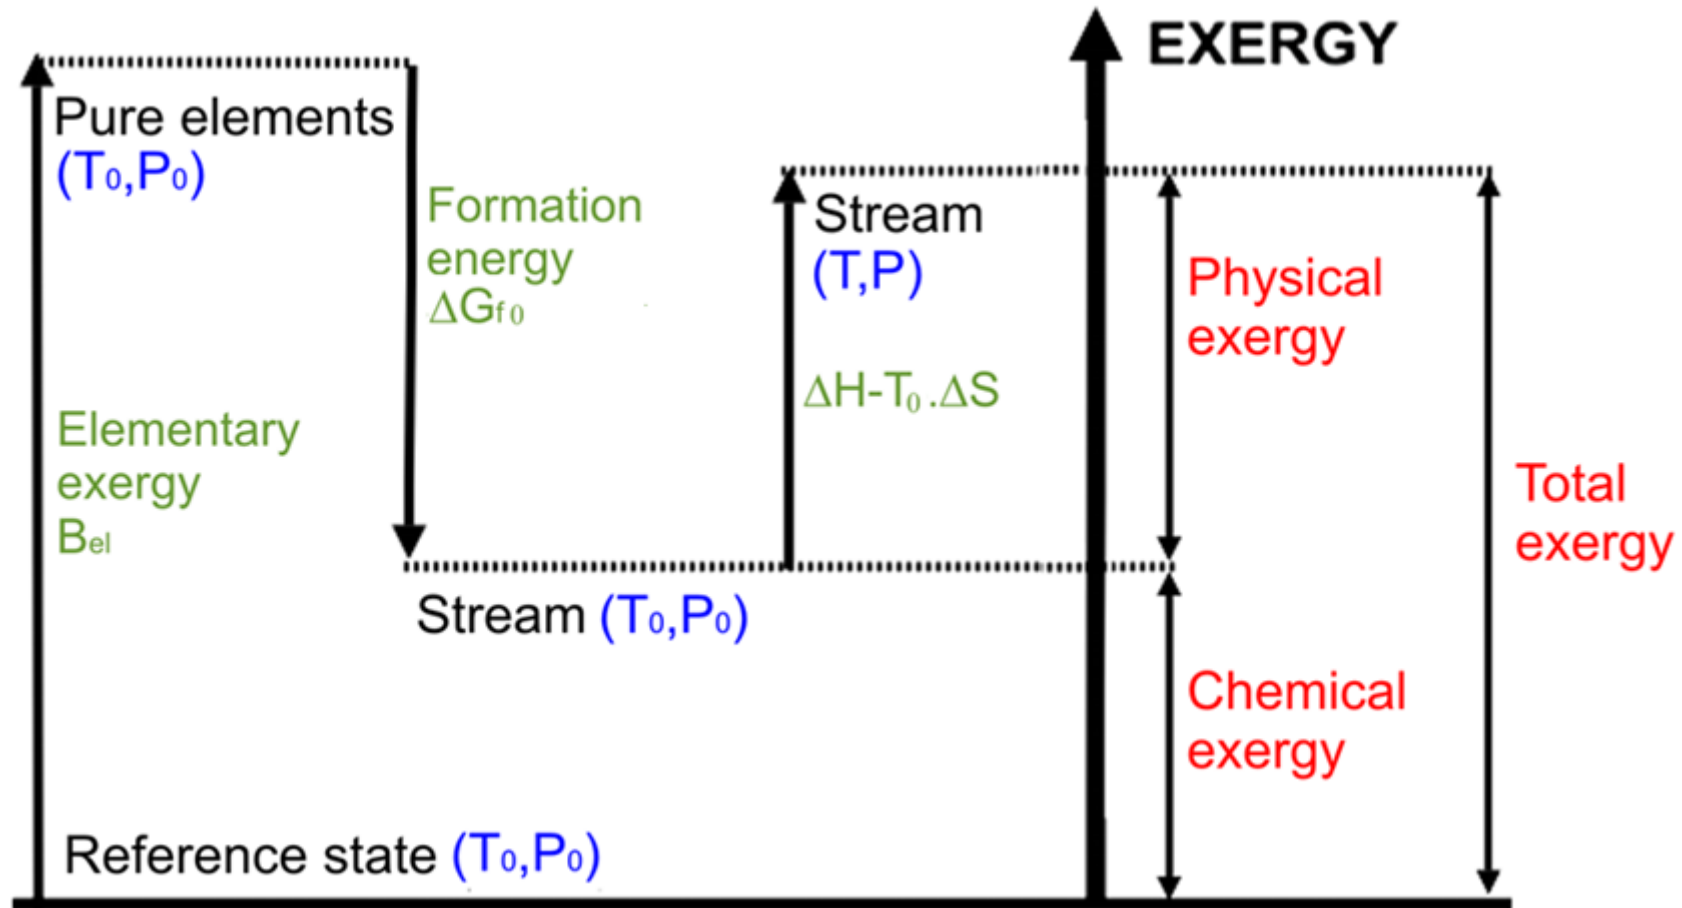 EXERGY
Pure elements
(T₀,P₀)
Formation
energy
ΔGf₀
Stream
(T,P)
Physical
exergy
ΔH-T₀.ΔS
Elementary
exergy
Bel
Total
exergy
Stream (T₀,P₀)
Chemical
exergy
Reference state (T₀,P₀)